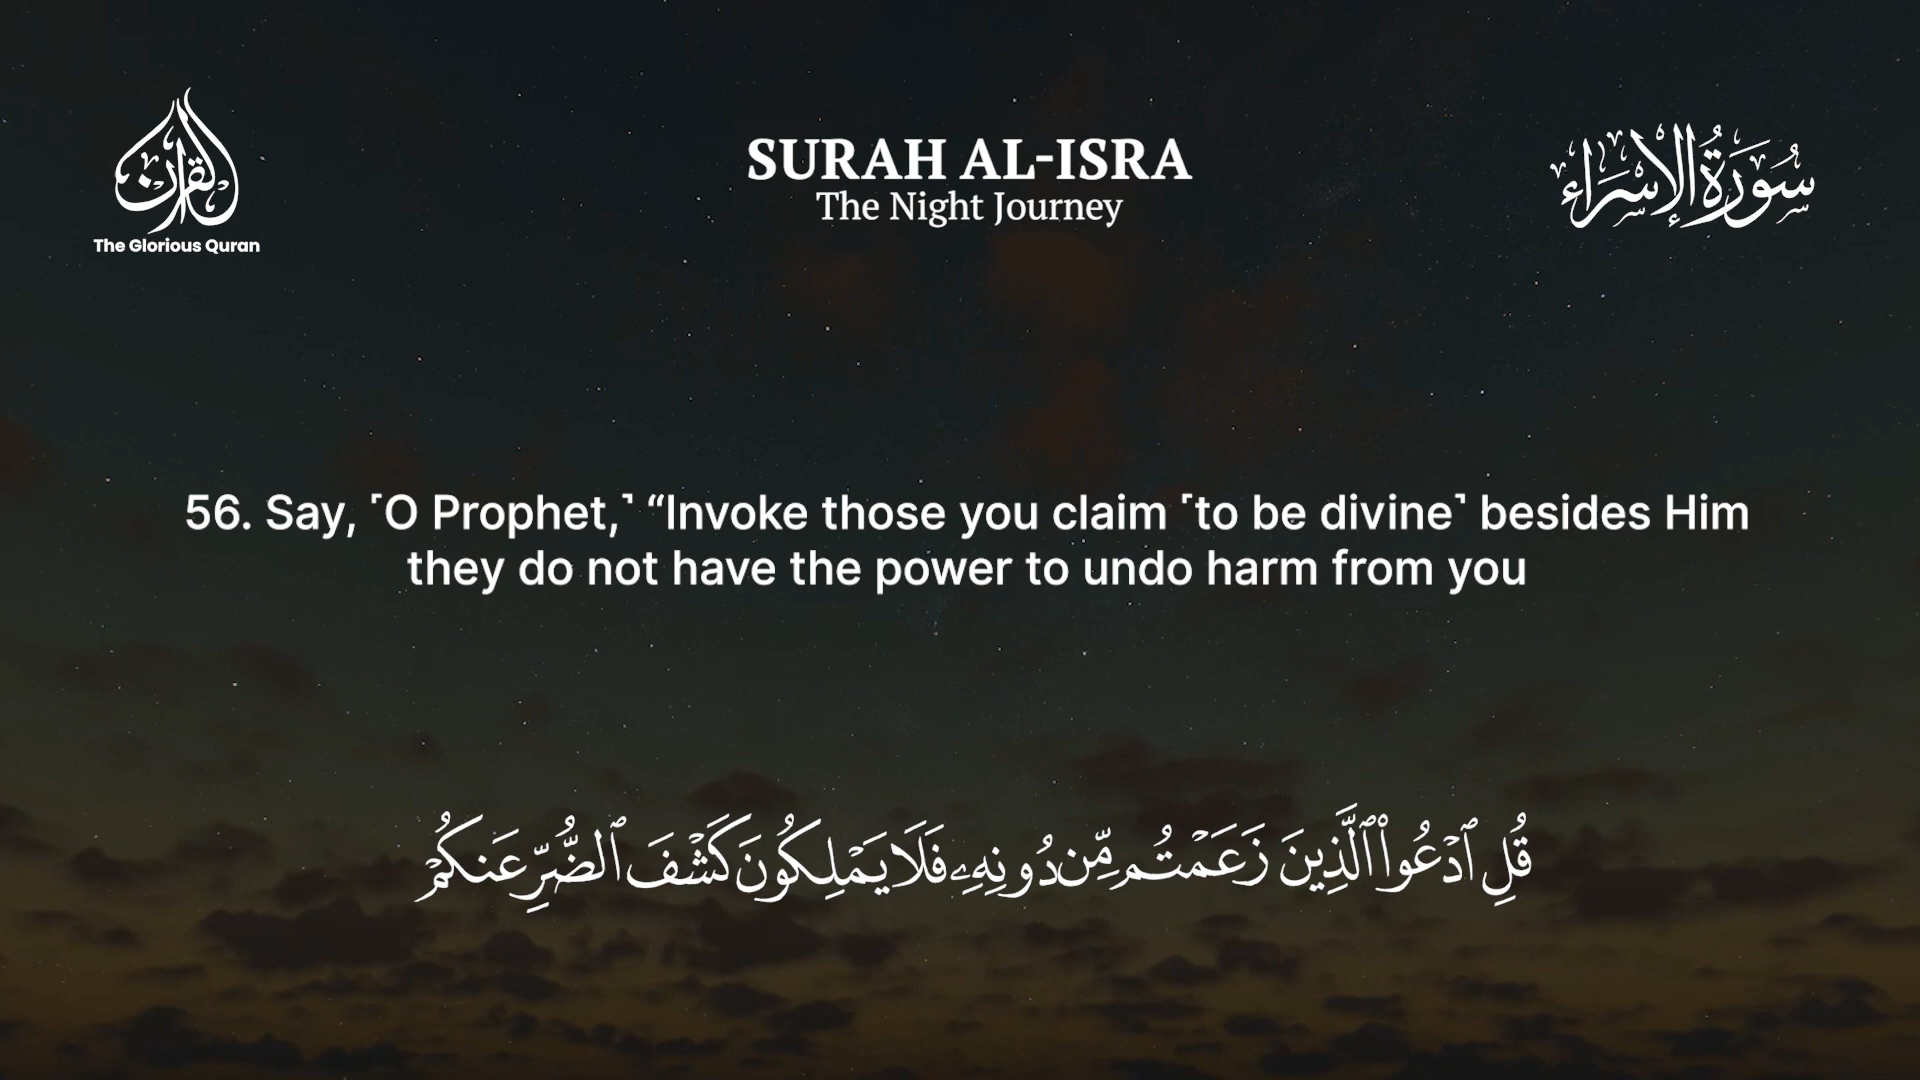 القرآن
The Glorious Quran
SURAH AL-ISRA
The Night Journey
سُورَةُ الإِسْرَاء
56. Say, ˹O Prophet,˺ “Invoke those you claim ˹to be divine˺ besides Him
they do not have the power to undo harm from you
قُلِ ٱدْعُوا۟ ٱلَّذِينَ زَعَمْتُم مِّن دُونِهِۦ فَلَا يَمْلِكُونَ كَشْفَ ٱلضُّرِّ عَنكُمْ